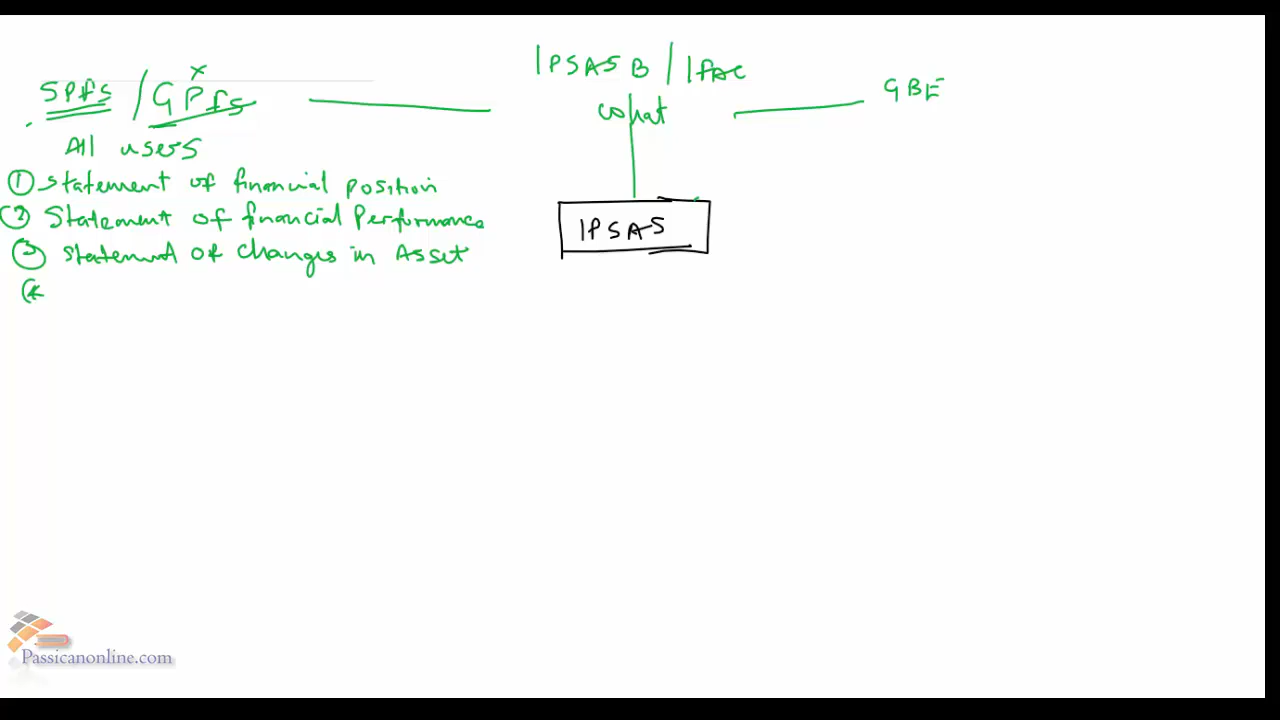 IPSASB / IFAC
SPFS / GPFS
x
GBE
what
All users
① Statement of financial position
② Statement of financial Performance
③ Statement of changes in Asset
IPSAS
Passicanonline.com